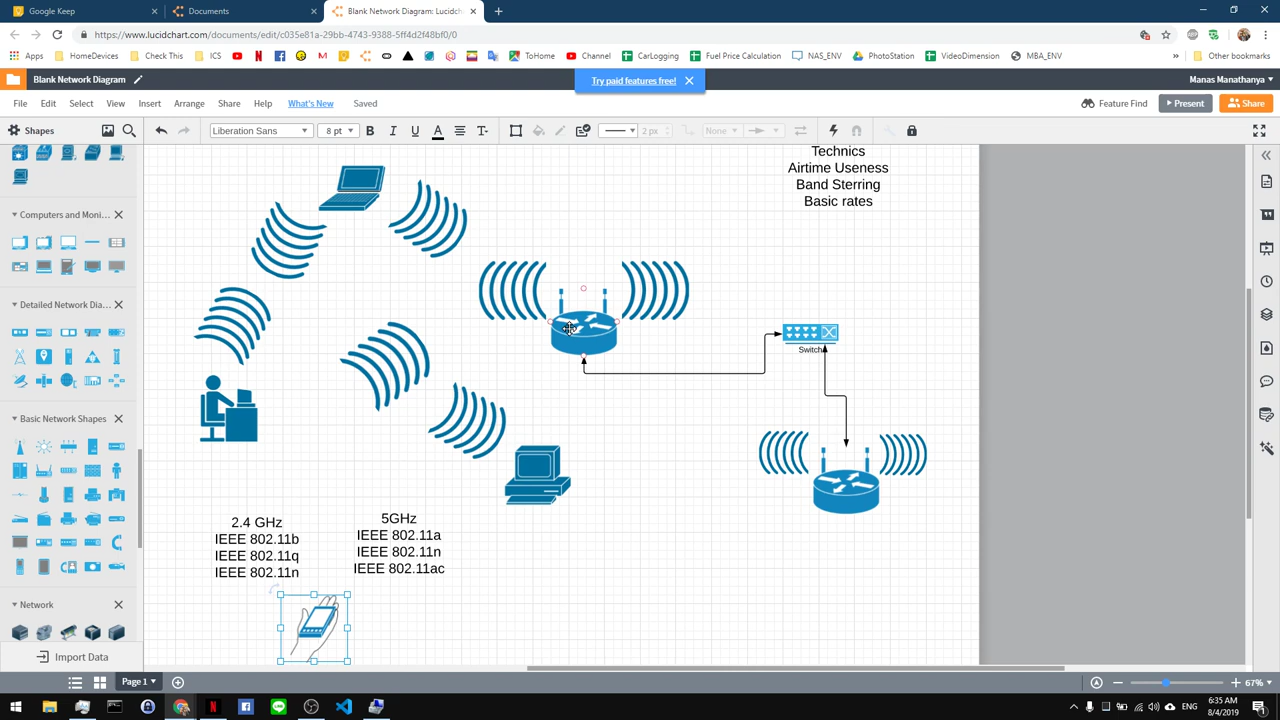 Google Keep
Documents
Blank Network Diagram: Lucidch
https://www.lucidchart.com/documents/edit/c035e81a-29bb-4743-9388-5ff4d2f48bf0/0
Apps
HomeDevices
Check This
ICS
ToHome
Channel
CarLogging
Fuel Price Calculation
NAS_ENV
PhotoStation
VideoDimension
MBA_ENV
Other bookmarks
Blank Network Diagram
Try paid features free!
Manas Manathanya
File
Edit
Select
View
Insert
Arrange
Share
Help
What's New
Saved
Feature Find
Present
Share
Shapes
Liberation Sans
8 pt
B
I
U
A
T
2 px
None
Technics
Airtime Useness
Band Sterring
Basic rates
Computers and Moni...
Detailed Network Dia...
Basic Network Shapes
Network
Switch
2.4 GHz
IEEE 802.11b
IEEE 802.11q
IEEE 802.11n
5GHz
IEEE 802.11a
IEEE 802.11n
IEEE 802.11ac
Import Data
Page 1
67%
ENG
6:35 AM
8/4/2019